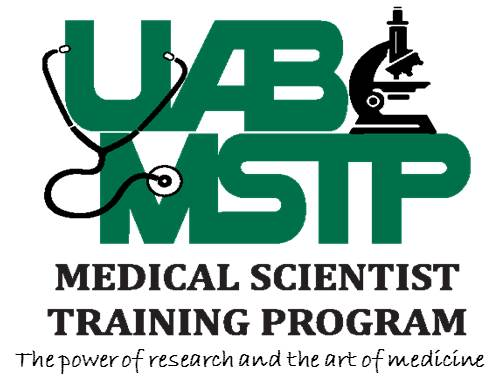 UAB
MSTP
MEDICAL SCIENTIST
TRAINING PROGRAM
The power of research and the art of medicine